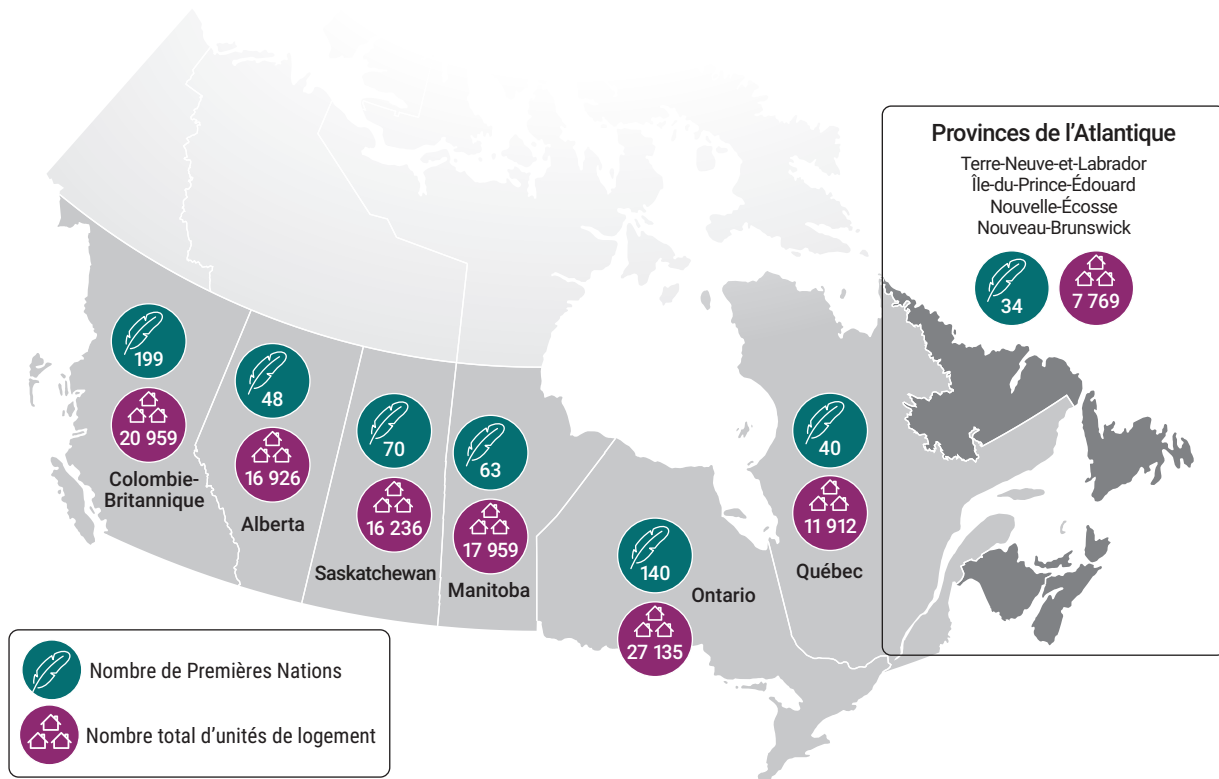 Provinces de l’Atlantique
Terre-Neuve-et-Labrador
Île-du-Prince-Édouard
Nouvelle-Écosse
Nouveau-Brunswick
34
7 769
199
20 959
Colombie-
Britannique
48
16 926
Alberta
70
16 236
Saskatchewan
63
17 959
Manitoba
140
Ontario
27 135
40
11 912
Québec
Nombre de Premières Nations
Nombre total d’unités de logement